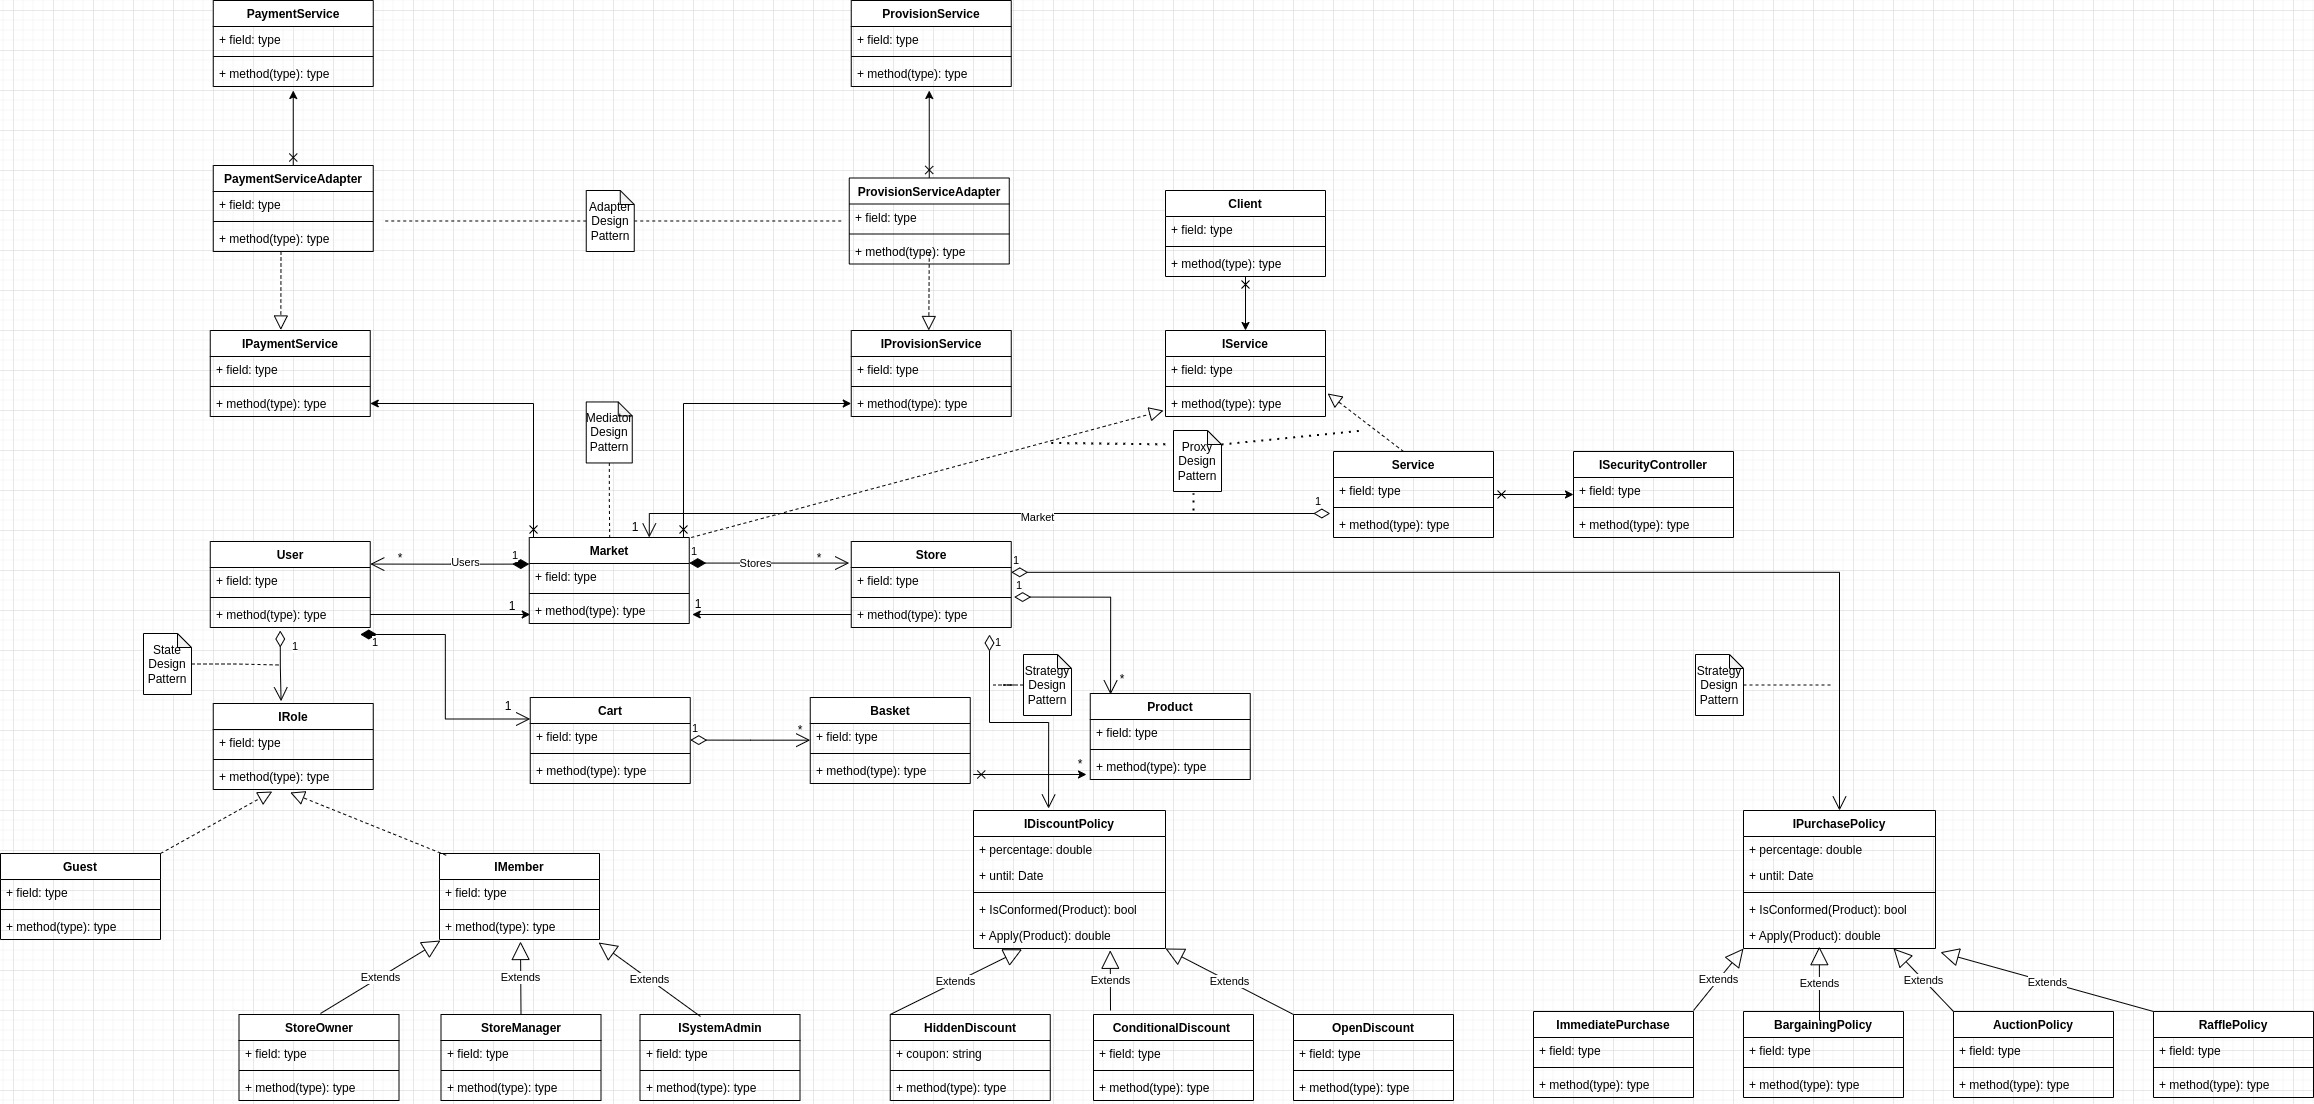 PaymentService
+ field: type
+ method(type): type
ProvisionService
+ field: type
+ method(type): type
PaymentServiceAdapter
+ field: type
+ method(type): type
Adapter
Design
Pattern
ProvisionServiceAdapter
+ field: type
+ method(type): type
Client
+ field: type
+ method(type): type
IPaymentService
+ field: type
+ method(type): type
Mediator
Design
Pattern
IProvisionService
+ field: type
+ method(type): type
IService
+ field: type
+ method(type): type
Proxy
Design
Pattern
Service
+ field: type
+ method(type): type
ISecurityController
+ field: type
+ method(type): type
1
Market
1
User
+ field: type
+ method(type): type
*
Users
1
1
Market
+ field: type
+ method(type): type
1
Stores
*
1
Store
+ field: type
+ method(type): type
1
1
1
State
Design
Pattern
1
1
1
Strategy
Design
Pattern
*
Strategy
Design
Pattern
IRole
+ field: type
+ method(type): type
Cart
+ field: type
+ method(type): type
1
*
Basket
+ field: type
+ method(type): type
*
Product
+ field: type
+ method(type): type
Guest
+ field: type
+ method(type): type
IMember
+ field: type
+ method(type): type
IDiscountPolicy
+ percentage: double
+ until: Date
+ IsConformed(Product): bool
+ Apply(Product): double
IPurchasePolicy
+ percentage: double
+ until: Date
+ IsConformed(Product): bool
+ Apply(Product): double
Extends
Extends
Extends
Extends
Extends
Extends
Extends
Extends
Extends
Extends
StoreOwner
+ field: type
+ method(type): type
StoreManager
+ field: type
+ method(type): type
ISystemAdmin
+ field: type
+ method(type): type
HiddenDiscount
+ coupon: string
+ method(type): type
ConditionalDiscount
+ field: type
+ method(type): type
OpenDiscount
+ field: type
+ method(type): type
ImmediatePurchase
+ field: type
+ method(type): type
BargainingPolicy
+ field: type
+ method(type): type
AuctionPolicy
+ field: type
+ method(type): type
RafflePolicy
+ field: type
+ method(type): type